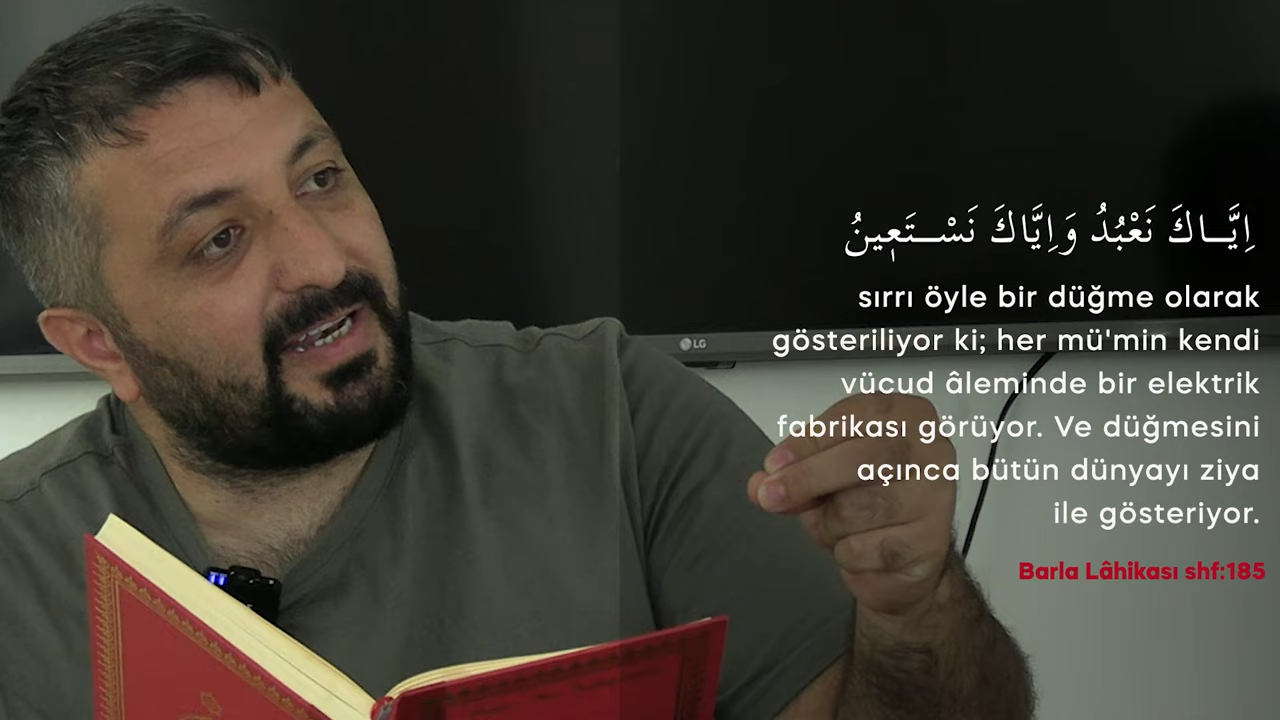 اِيَّاكَ نَعْبُدُ وَاِيَّاكَ نَسْتَعٖينُ
sırrı öyle bir düğme olarak
gösteriliyor ki; her mü'min kendi
vücud âleminde bir elektrik
fabrikası görüyor. Ve düğmesini
açınca bütün dünyayı ziya
ile gösteriyor.
Barla Lâhikası shf:185
LG